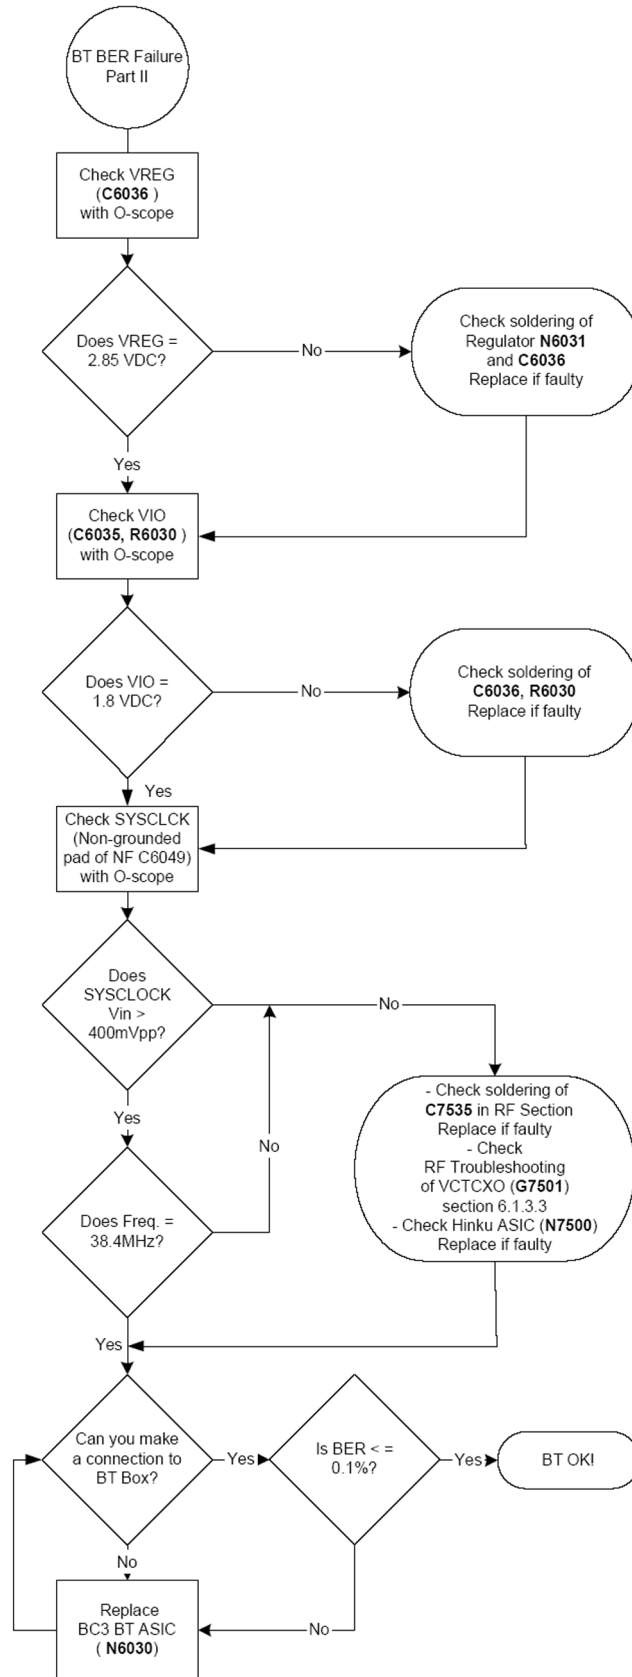 BT BER Failure
Part II
Check VREG
(C6036 )
with O-scope
Does VREG =
2.85 VDC?
No
Check soldering of
Regulator N6031
and C6036
Replace if faulty
Yes
Check VIO
(C6035, R6030 )
with O-scope
Does VIO =
1.8 VDC?
No
Check soldering of
C6036, R6030
Replace if faulty
Yes
Check SYSCLCK
(Non-grounded
pad of NF C6049)
with O-scope
Does
SYSCLOCK
Vin >
400mVpp?
No
- Check soldering of
C7535 in RF Section
Replace if faulty
- Check
RF Troubleshooting
of VCTCXO (G7501)
section 6.1.3.3
- Check Hinku ASIC (N7500)
Replace if faulty
Yes
No
Does Freq. =
38.4MHz?
Yes
Can you make
a connection to
BT Box?
Yes
Is BER < =
0.1%?
Yes
BT OK!
No
Replace
BC3 BT ASIC
( N6030)
No